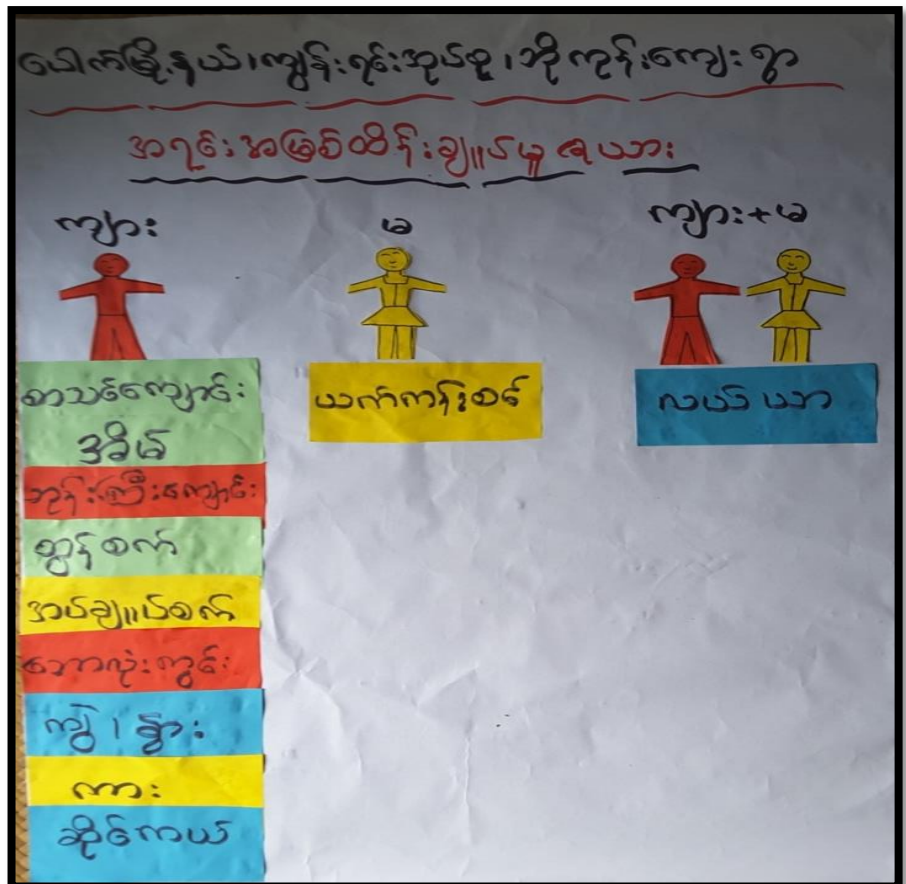 ပေါက်မြို့နယ်၊ကျွန်းရင်းအုပ်စု၊ဘိုကုန်းကျေးရွာ
အရင်းအမြစ်ထိန်းချုပ်မှု ဇယား
ကျား
မ
ကျား+မ
စာသင်ကျောင်း
အိမ်
ဘုန်းကြီးကျောင်း
ထွန်စက်
အပ်ချုပ်စက်
ဘောလုံးကွင်း
ကျွဲ၊နွား
ကား
ဆိုင်ကယ်
ယက်ကန်းစင်
လယ်ယာ